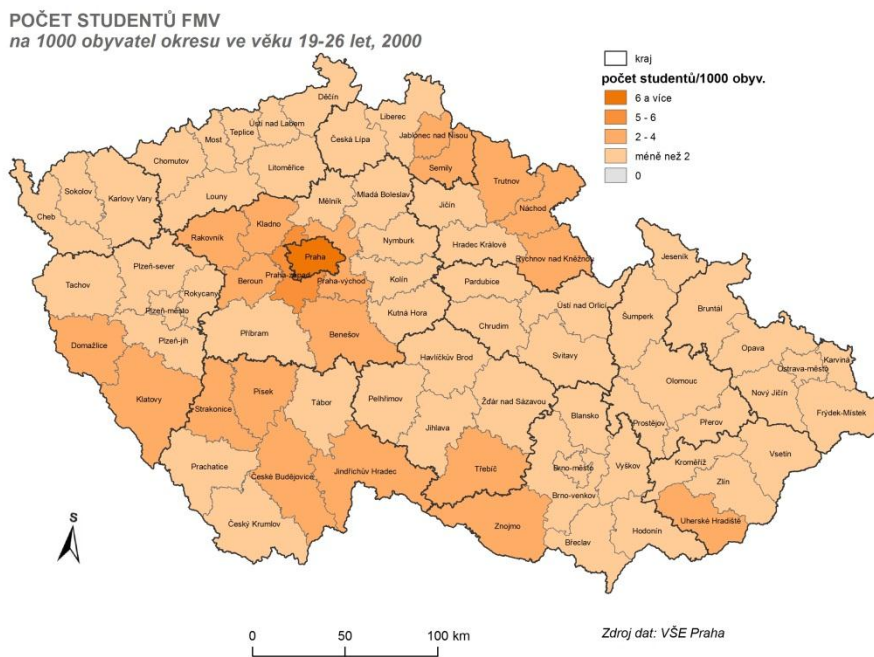 POČET STUDENTŮ FMV
na 1000 obyvatel okresu ve věku 19-26 let, 2000
kraj
počet studentů/1000 obyv.
6 a více
5 - 6
2 - 4
méně než 2
0
Děčín
Liberec
Ústí nad Labem
Teplice
Most
Česká Lípa
Jablonec nad Nisou
Chomutov
Litoměřice
Semily
Trutnov
Sokolov
Karlovy Vary
Louny
Mělník
Mladá Boleslav
Jičín
Náchod
Cheb
Kladno
Rakovník
Nymburk
Hradec Králové
Praha
Rychnov nad Kněžnou
Jeseník
Plzeň-sever
Praha-západ
Praha-východ
Kolín
Pardubice
Tachov
Rokycany
Beroun
Ústí nad Orlicí
Šumperk
Bruntál
Plzeň-město
Kutná Hora
Chrudim
Příbram
Benešov
Plzeň-jih
Domažlice
Svitavy
Opava
Karviná
Havlíčkův Brod
Ostrava-město
Olomouc
Klatovy
Písek
Strakonice
Tábor
Pelhřimov
Žďár nad Sázavou
Nový Jičín
Frýdek-Místek
Blansko
Prostějov
Přerov
Jihlava
Vsetín
Prachatice
České Budějovice
Jindřichův Hradec
Třebíč
Brno-město
Vyškov
Kroměříž
Zlín
Brno-venkov
Český Krumlov
Znojmo
Uherské Hradiště
Břeclav
Hodonín
S
0 50 100 km
Zdroj dat: VŠE Praha